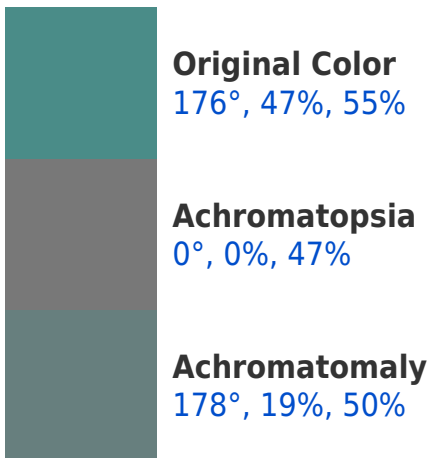 Original Color
176°, 47%, 55%
Achromatopsia
0°, 0%, 47%
Achromatomaly
178°, 19%, 50%